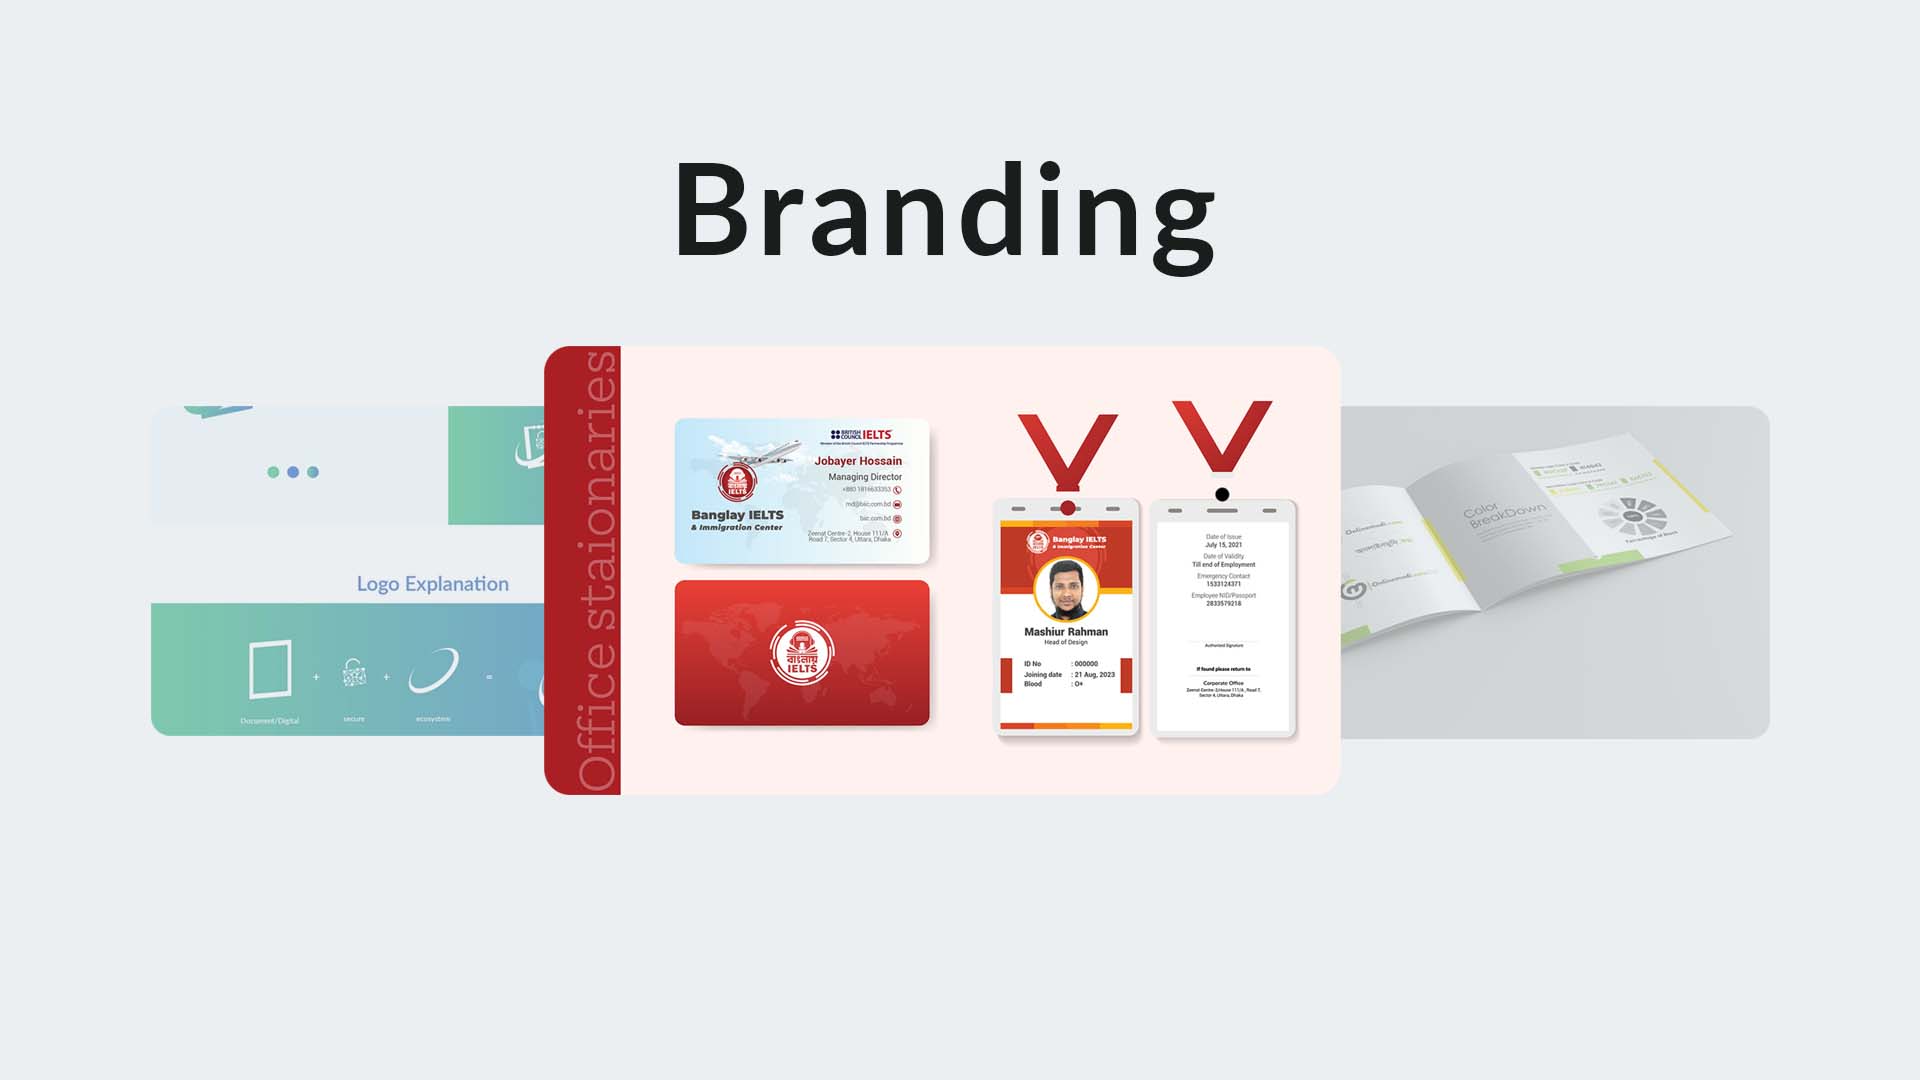 Branding
Logo Explanation
Document/Digital
+
secure
+
ecosystem
=
Office staionaries
BRITISH COUNCIL IELTS
Jobayer Hossain
Managing Director
+880 1816633353
md@biic.com.bd
biic.com.bd
Zeenat Centre-2, House 111/A
Road 7, Sector 4, Uttara, Dhaka
বাংলায়
IELTS
Banglay IELTS
& Immigration Center
বাংলায়
IELTS
Banglay IELTS
& Immigration Center
Mashiur Rahman
Head of Design
ID No : 000000
Joining date : 21 Aug, 2023
Blood : O+
Date of Issue
July 15, 2021
Date of Validity
Till end of Employment
Emergency Contact
1533124371
Employee NID/Passport
2833579218
Authorized Signature
If found please return to
Corporate Office
Zeenat Centre-2, House 111/A , Road 7,
Sector 4, Uttara, Dhaka
Color
BreakDown